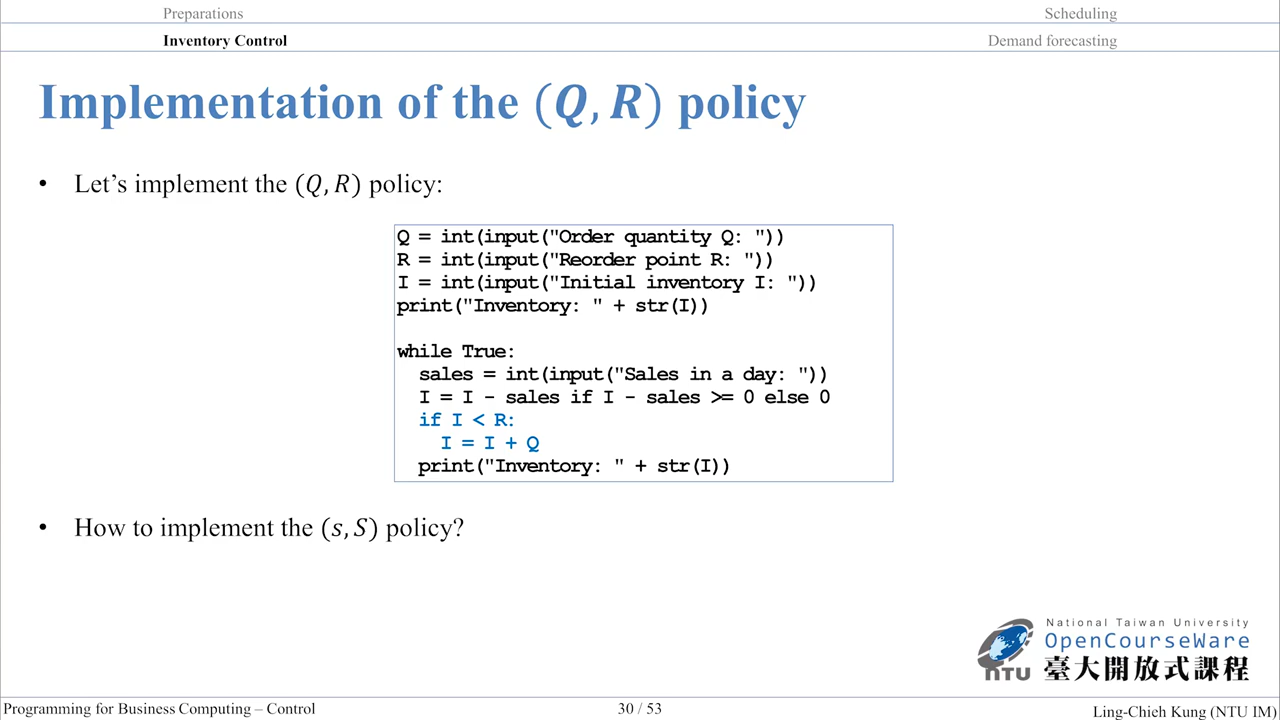 Preparations
Scheduling
Inventory Control
Demand forecasting
Implementation of the (Q, R) policy
• Let’s implement the (Q, R) policy:
Q = int(input("Order quantity Q: "))
R = int(input("Reorder point R: "))
I = int(input("Initial inventory I: "))
print("Inventory: " + str(I))
while True:
  sales = int(input("Sales in a day: "))
  I = I - sales if I - sales >= 0 else 0
  if I < R:
    I = I + Q
  print("Inventory: " + str(I))
• How to implement the (s, S) policy?
National Taiwan University
OpenCourseWare
NTU 臺大開放式課程
Programming for Business Computing – Control
30 / 53
Ling-Chieh Kung (NTU IM)